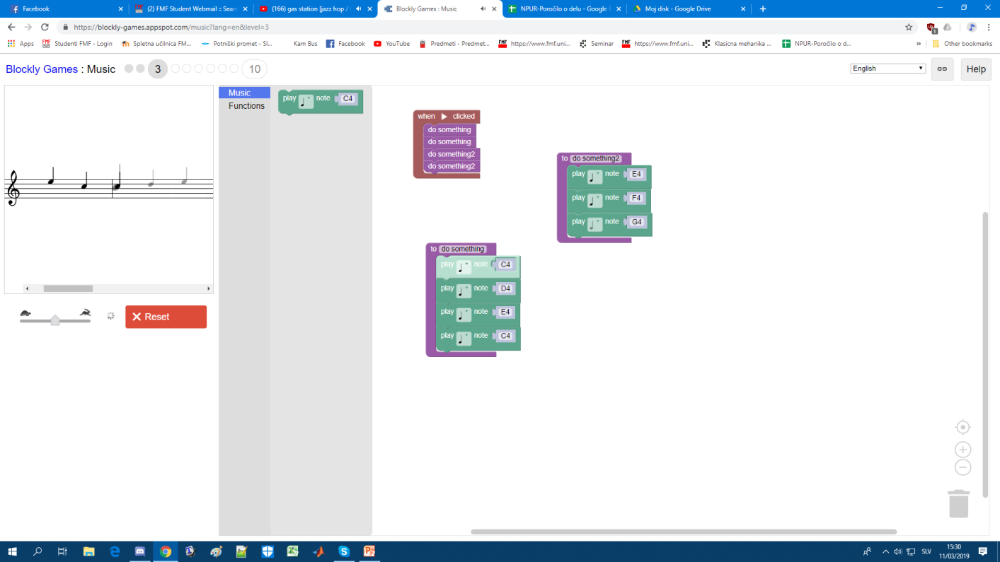 Facebook
(2) FMF Student Webmail :: Sear
(166) gas station [jazz hop /
Blockly Games : Music
NPUR-Poročilo o delu - Google
Moj disk - Google Drive
https://blockly-games.appspot.com/music?lang=en&level=3
Apps
Studenti FMF - Login
Spletna učilnica FM...
Potniški promet - Sl...
Kam Bus
Facebook
YouTube
Predmeti - Predmet...
https://www.fmf.uni...
Seminar
https://www.fmf.uni...
Klasicna mehanika ...
NPUR-Poročilo o d...
Other bookmarks
Blockly Games : Music
3
10
English
Help
Music
Functions
play note C4
when clicked
do something
do something
do something2
do something2
to do something2
play note E4
play note F4
play note G4
to do something
play note C4
play note D4
play note E4
play note C4
Reset
SLV
15:30
11/03/2019